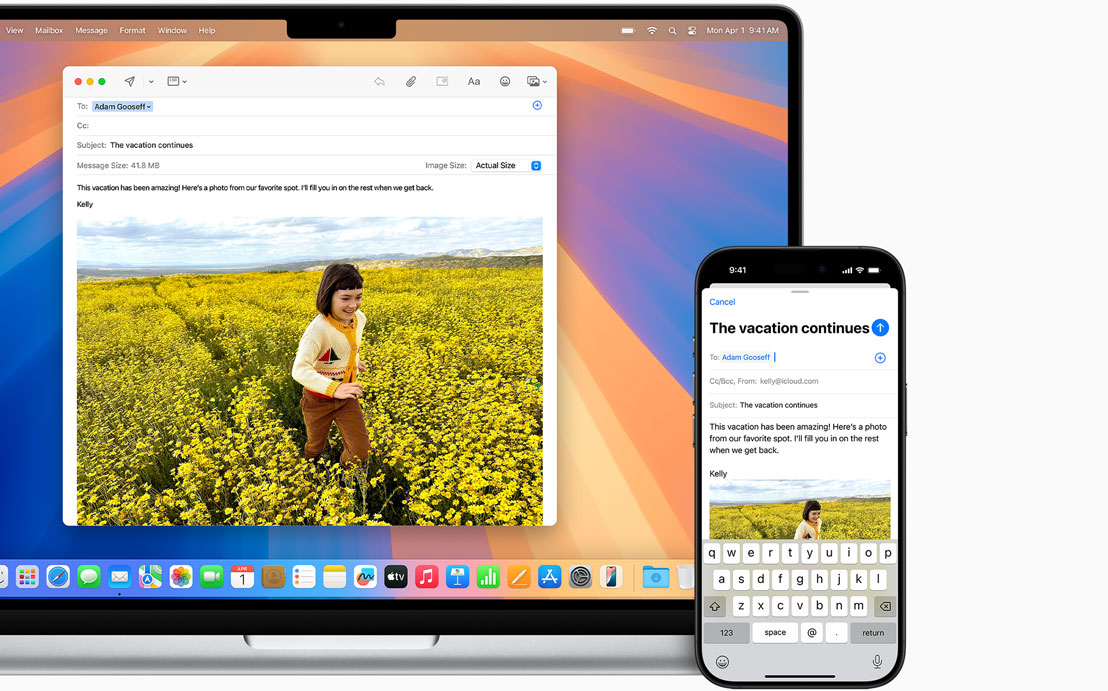 View Mailbox Message Format Window Help Mon Apr 1 9:41 AM
Aa
To: Adam Gooseff
Cc:
Subject: The vacation continues
Message Size: 41.8 MB Image Size: Actual Size
This vacation has been amazing! Here's a photo from our favorite spot. I'll fill you in on the rest when we get back.
Kelly
APR
1
tv
9:41
Cancel
The vacation continues
To: Adam Gooseff
Cc/Bcc, From: kelly@icloud.com
Subject: The vacation continues
This vacation has been amazing! Here's a photo
from our favorite spot. I'll fill you in on the rest
when we get back.
Kelly
q w e r t y u i o p
a s d f g h j k l
z x c v b n m
123 space @ . return